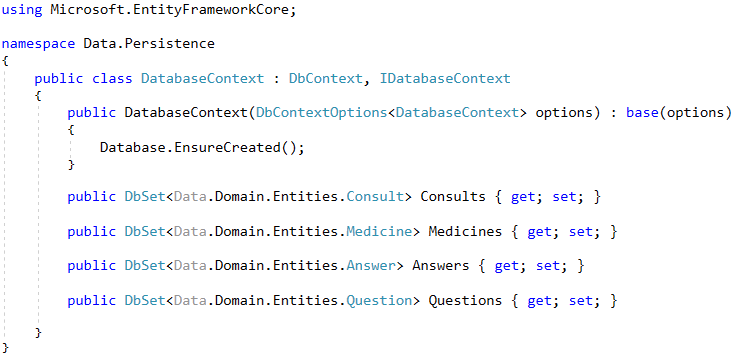 using Microsoft.EntityFrameworkCore;
namespace Data.Persistence
{
public class DatabaseContext : DbContext, IDatabaseContext
{
public DatabaseContext(DbContextOptions<DatabaseContext> options) : base(options)
{
Database.EnsureCreated();
}
public DbSet<Data.Domain.Entities.Consult> Consults { get; set; }
public DbSet<Data.Domain.Entities.Medicine> Medicines { get; set; }
public DbSet<Data.Domain.Entities.Answer> Answers { get; set; }
public DbSet<Data.Domain.Entities.Question> Questions { get; set; }
}
}